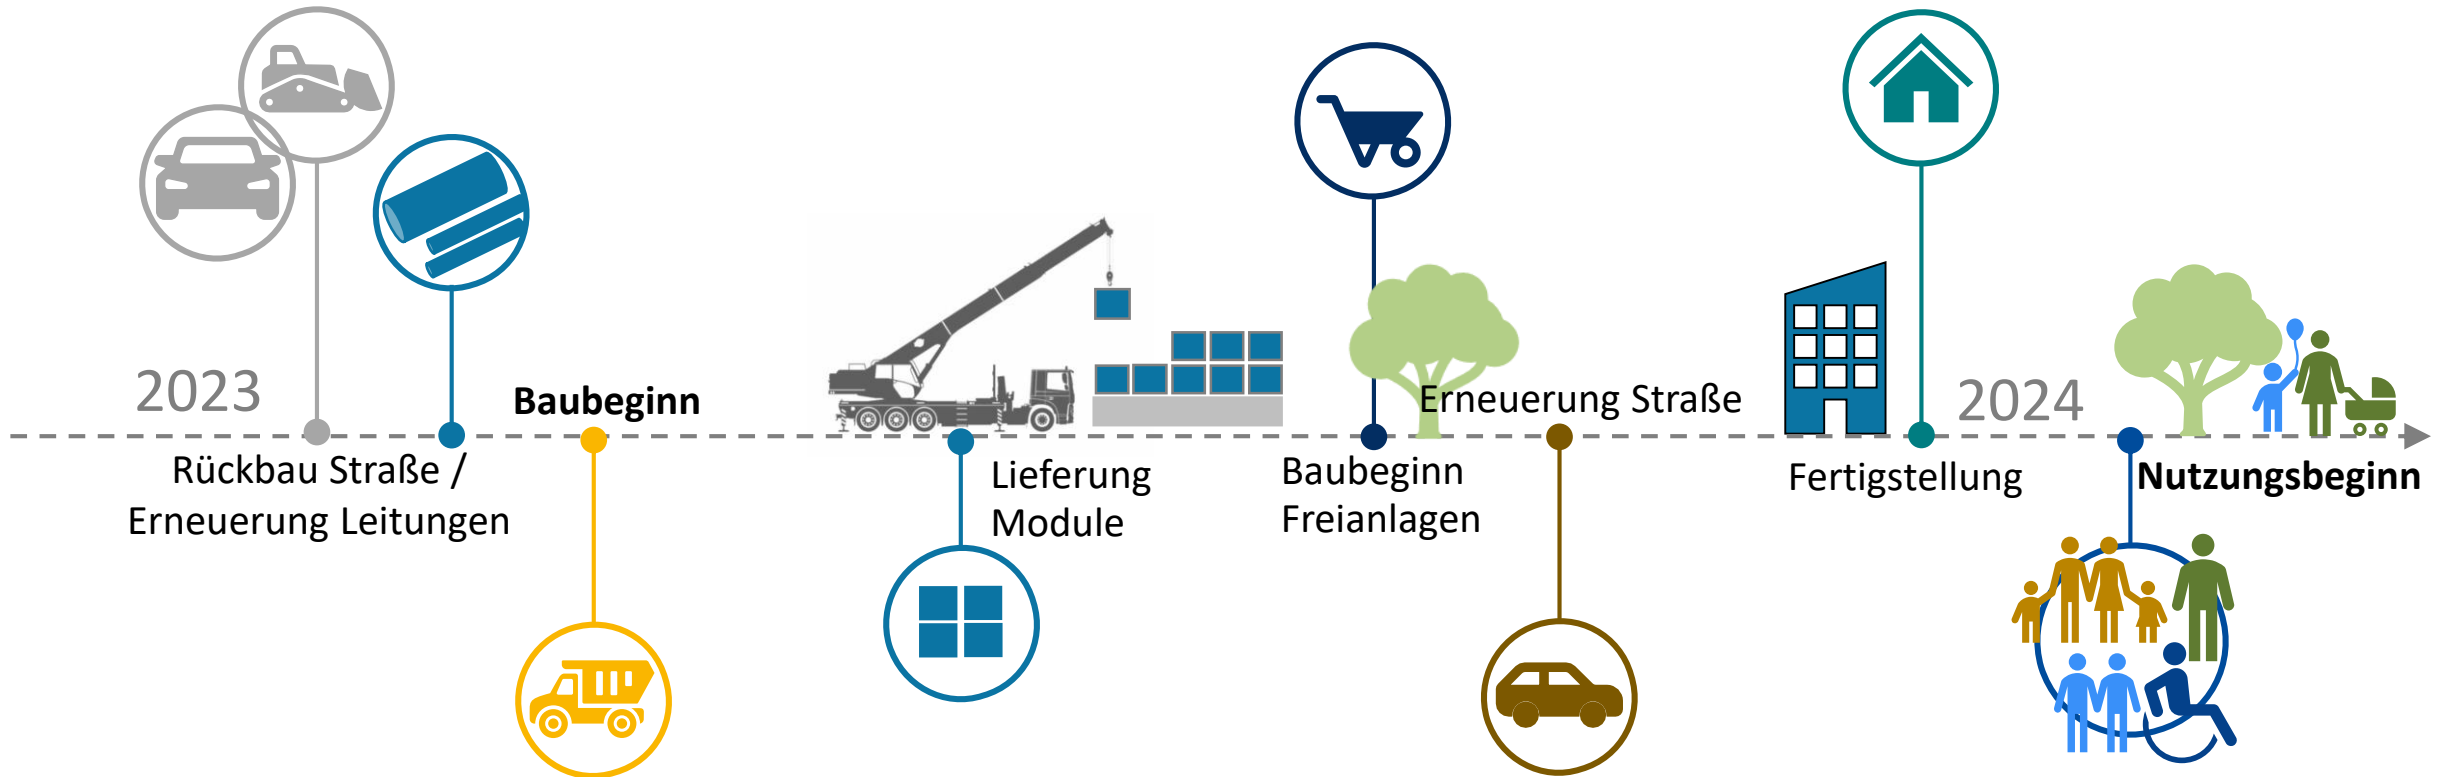 2023
Rückbau Straße /
Erneuerung Leitungen
Baubeginn
Lieferung
Module
Baubeginn
Freianlagen
Erneuerung Straße
Fertigstellung
2024
Nutzungsbeginn